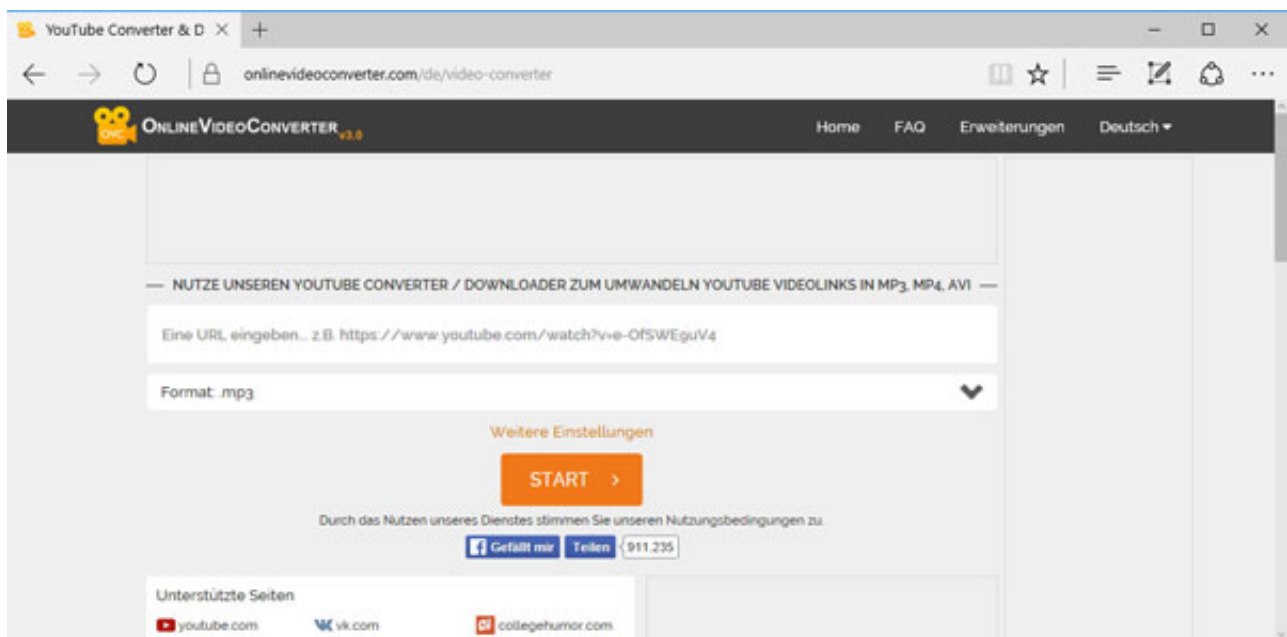 YouTube Converter & D
onlinevideoconverter.com/de/video-converter
OVC ONLINEVIDEOCONVERTER v3.0
Home FAQ Erweiterungen Deutsch
NUTZE UNSEREN YOUTUBE CONVERTER / DOWNLOADER ZUM UMWANDELN YOUTUBE VIDEOLINKS IN MP3, MP4, AVI
Eine URL eingeben... z.B. https://www.youtube.com/watch?v=e-OfSWEguV4
Format: .mp3
Weitere Einstellungen
START >
Durch das Nutzen unseres Dienstes stimmen Sie unseren Nutzungsbedingungen zu.
f Gefällt mir Teilen 911.235
Unterstützte Seiten
youtube.com vk.com collegehumor.com